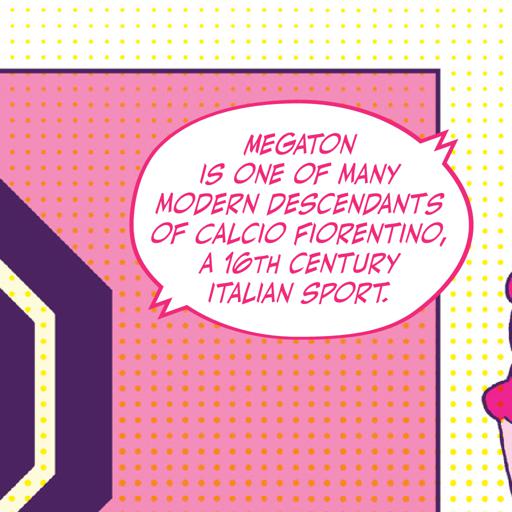 MEGATON
IS ONE OF MANY
MODERN DESCENDANTS
OF CALCIO FIORENTINO,
A 16TH CENTURY
ITALIAN SPORT.